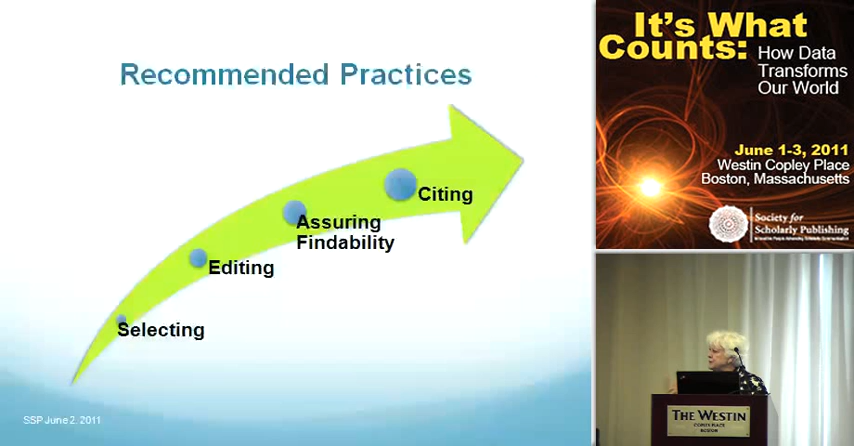 Recommended Practices
Citing
Assuring
Findability
Editing
Selecting
SSP June 2, 2011
It's What
Counts:
How Data
Transforms
Our World
June 1-3, 2011
Westin Copley Place
Boston, Massachusetts
Society for
Scholarly Publishing
THE WESTIN
COPLEY PLACE
BOSTON